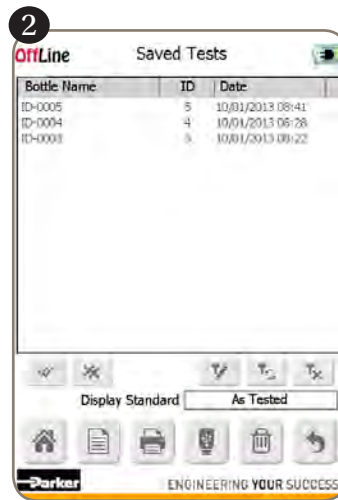 2
OffLine Saved Tests
Bottle Name ID Date
ID-0005 5 10/01/2013 08:41
ID-0004 4 10/01/2013 08:28
ID-0003 3 10/01/2013 08:22
Display Standard As Tested
Parker ENGINEERING YOUR SUCCESS